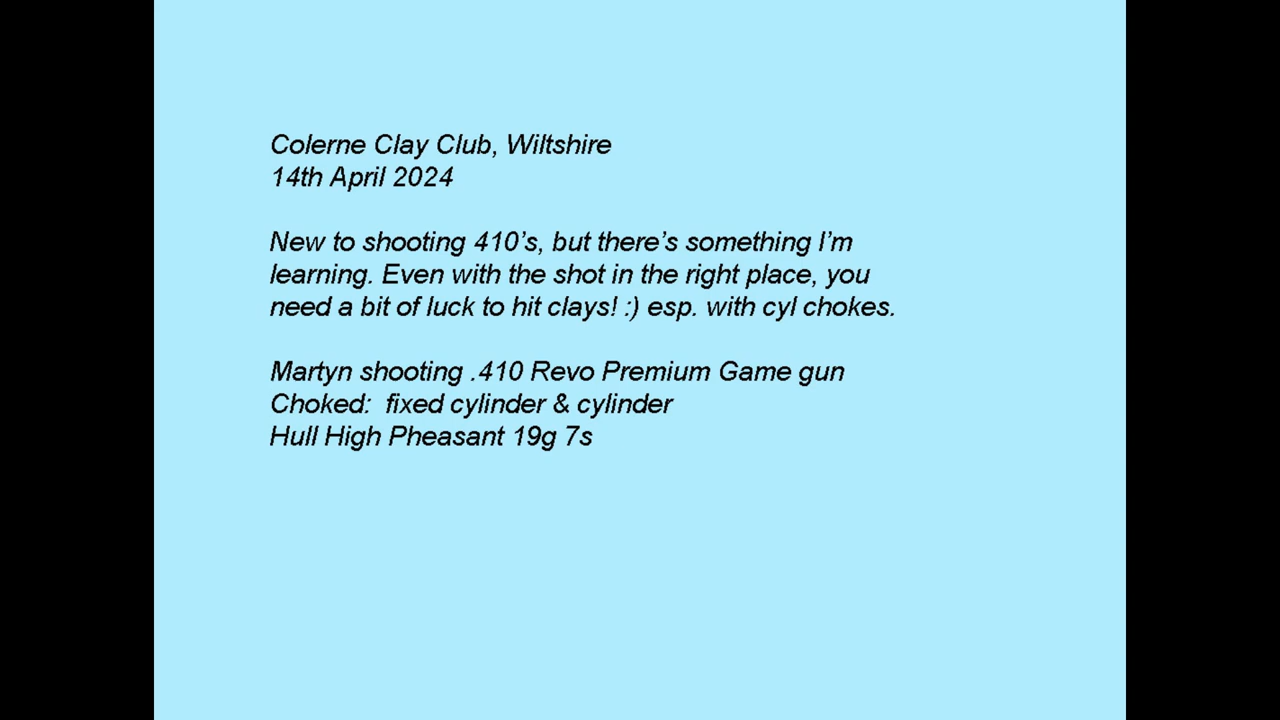 Colerne Clay Club, Wiltshire
14th April 2024
New to shooting 410’s, but there’s something I’m
learning. Even with the shot in the right place, you
need a bit of luck to hit clays! :) esp. with cyl chokes.
Martyn shooting .410 Revo Premium Game gun
Choked:  fixed cylinder & cylinder
Hull High Pheasant 19g 7s